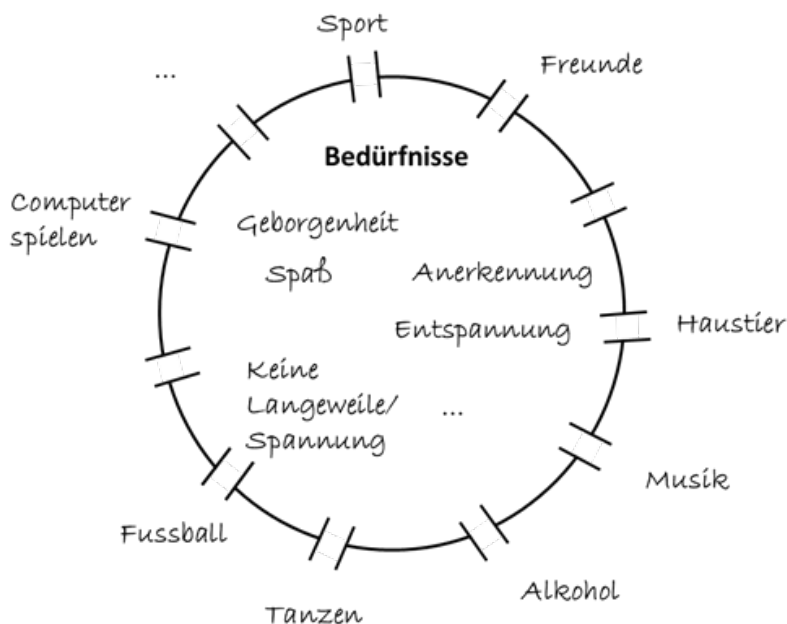 Sport
...
Freunde
Bedürfnisse
Computer
spielen
Geborgenheit
Spaß
Anerkennung
Entspannung
Haustier
Keine
Langeweile/
Spannung
...
Musik
Fussball
Alkohol
Tanzen